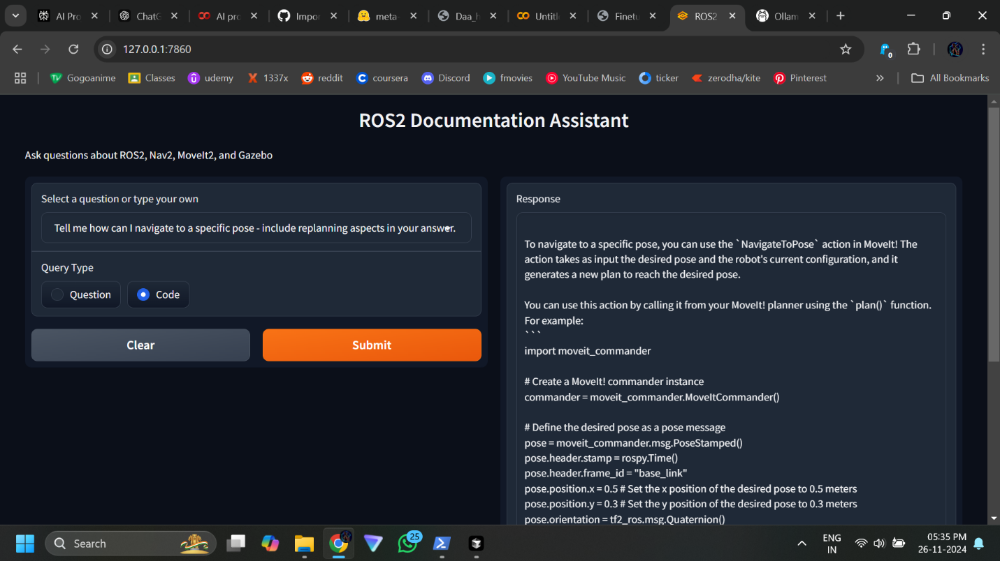 AI Pro
ChatG
AI pro
Impor
meta-
Daa_h
Untitle
Finetu
ROS2
Ollam
127.0.0.1:7860
0
Gogoanime
Classes
udemy
1337x
reddit
coursera
Discord
fmovies
YouTube Music
ticker
zerodha/kite
Pinterest
All Bookmarks
ROS2 Documentation Assistant
Ask questions about ROS2, Nav2, MoveIt2, and Gazebo
Select a question or type your own
Tell me how can I navigate to a specific pose - include replanning aspects in your answer.
Query Type
Question
Code
Clear
Submit
Response
To navigate to a specific pose, you can use the `NavigateToPose` action in MoveIt! The
action takes as input the desired pose and the robot's current configuration, and it
generates a new plan to reach the desired pose.
You can use this action by calling it from your MoveIt! planner using the `plan()` function.
For example:
```
import moveit_commander
# Create a MoveIt! commander instance
commander = moveit_commander.MoveItCommander()
# Define the desired pose as a pose message
pose = moveit_commander.msg.PoseStamped()
pose.header.stamp = rospy.Time()
pose.header.frame_id = "base_link"
pose.position.x = 0.5 # Set the x position of the desired pose to 0.5 meters
pose.position.y = 0.3 # Set the y position of the desired pose to 0.3 meters
pose.orientation = tf2_ros.msg.Quaternion()
Search
25
ENG
IN
05:35 PM
26-11-2024